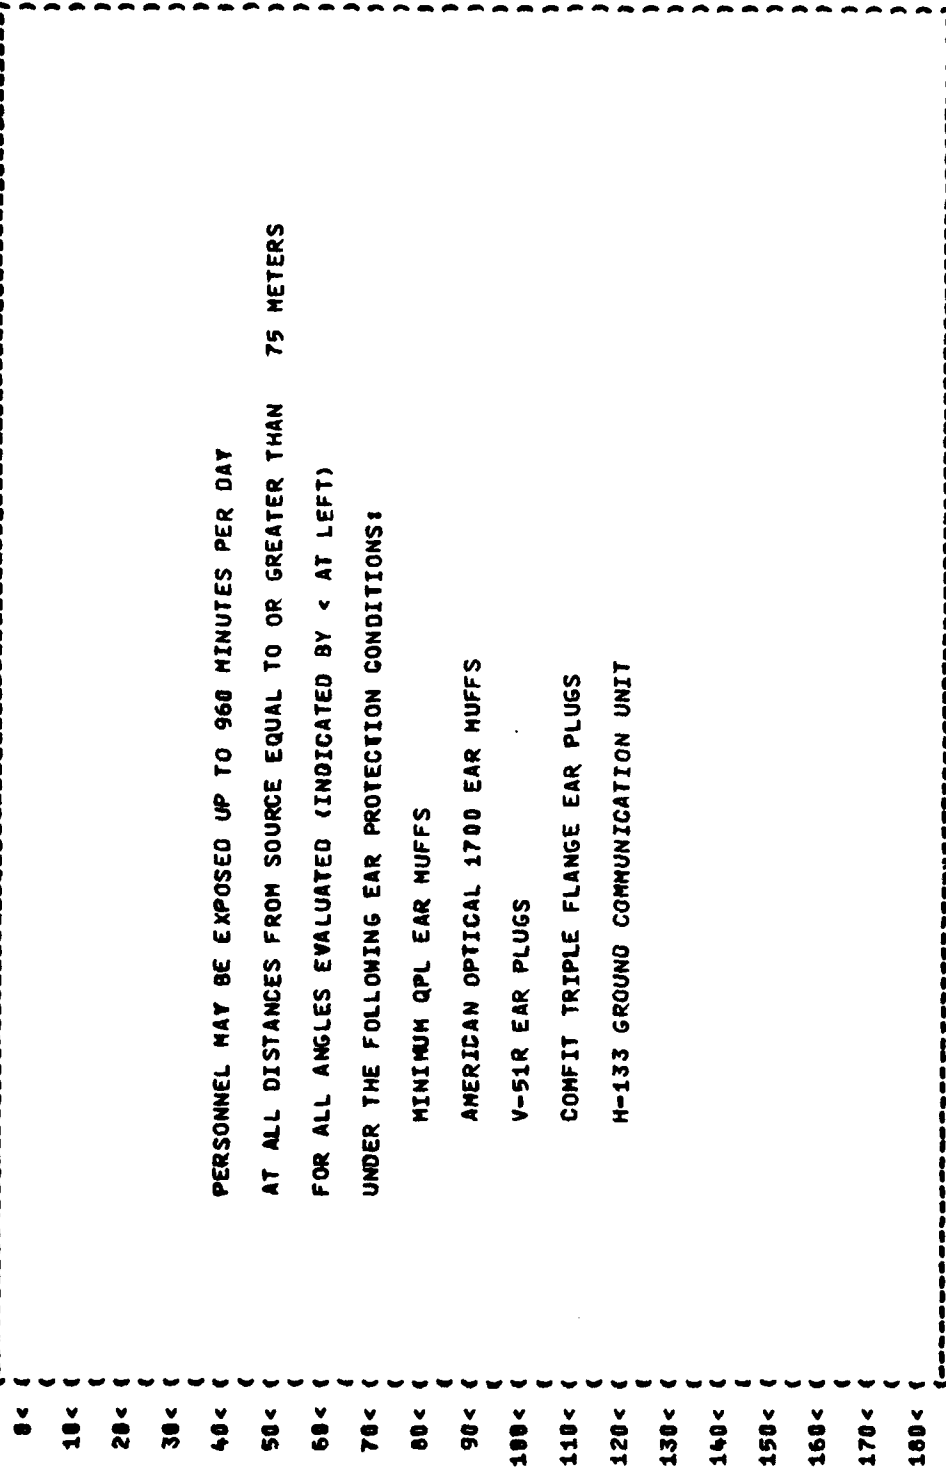 0<
10<
20<
30<
40< PERSONNEL MAY BE EXPOSED UP TO 960 MINUTES PER DAY
50< AT ALL DISTANCES FROM SOURCE EQUAL TO OR GREATER THAN 75 METERS
60< FOR ALL ANGLES EVALUATED (INDICATED BY < AT LEFT)
70< UNDER THE FOLLOWING EAR PROTECTION CONDITIONS:
80< MINIMUM QPL EAR MUFFS
90< AMERICAN OPTICAL 1700 EAR MUFFS
100< V-51R EAR PLUGS
110< COMFIT TRIPLE FLANGE EAR PLUGS
120< H-133 GROUND COMMUNICATION UNIT
130<
140<
150<
160<
170<
180<